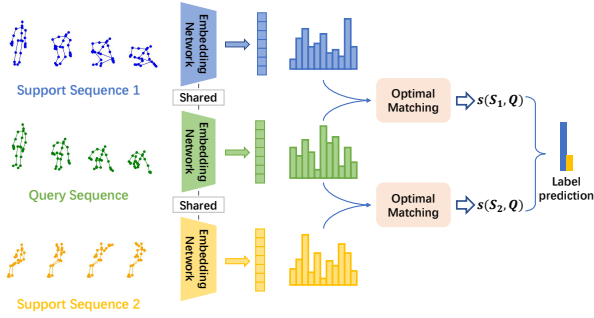 Embedding
Network
Support Sequence 1
Shared
Optimal
Matching
s(S₁, Q)
Embedding
Network
Query Sequence
Label
prediction
Shared
Optimal
Matching
s(S₂, Q)
Embedding
Network
Support Sequence 2